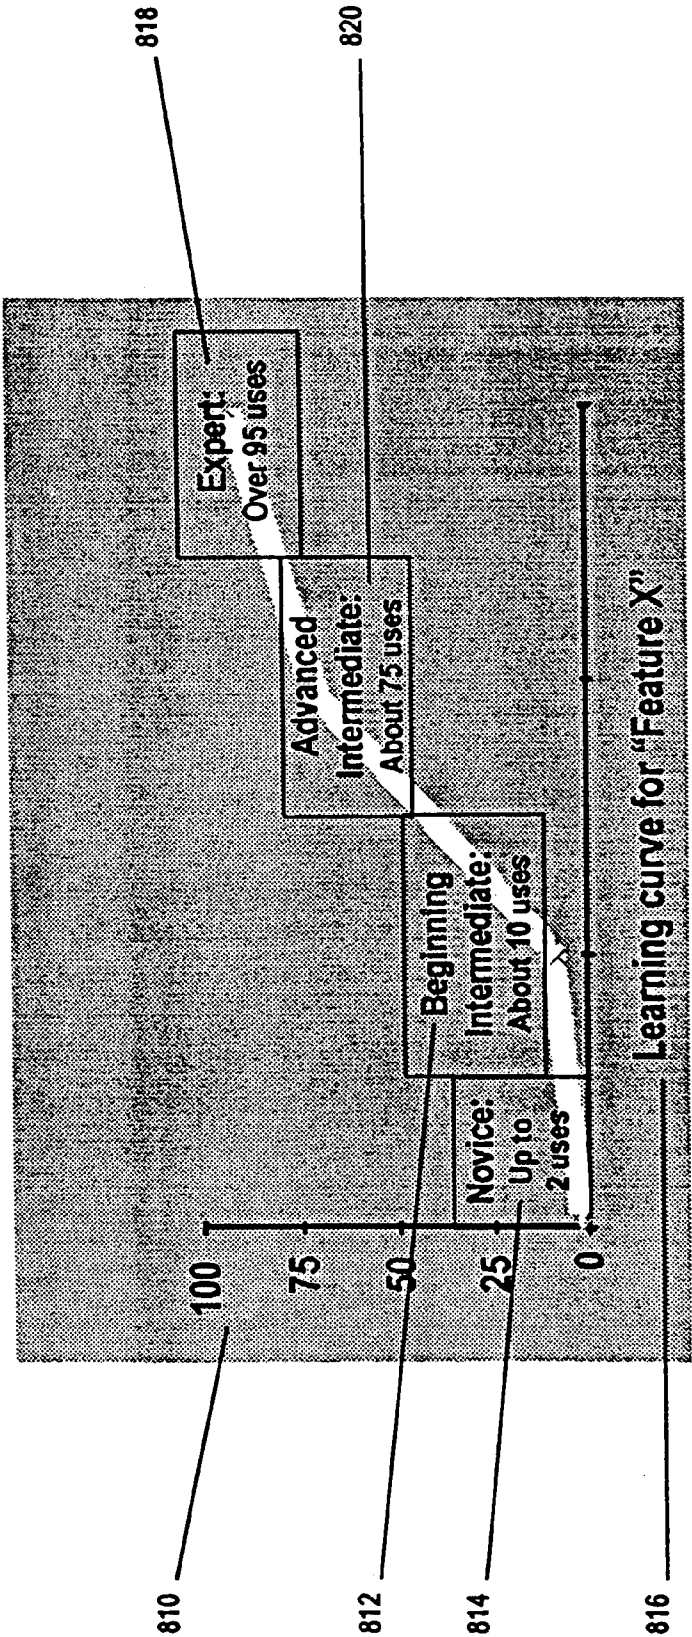 818
820
100
75
50
25
0
Expert:
Over 95 uses
Advanced
Intermediate:
About 75 uses
Beginning
Intermediate:
About 10 uses
Novice:
Up to
2 uses
Learning curve for "Feature X"
810
812
814
816